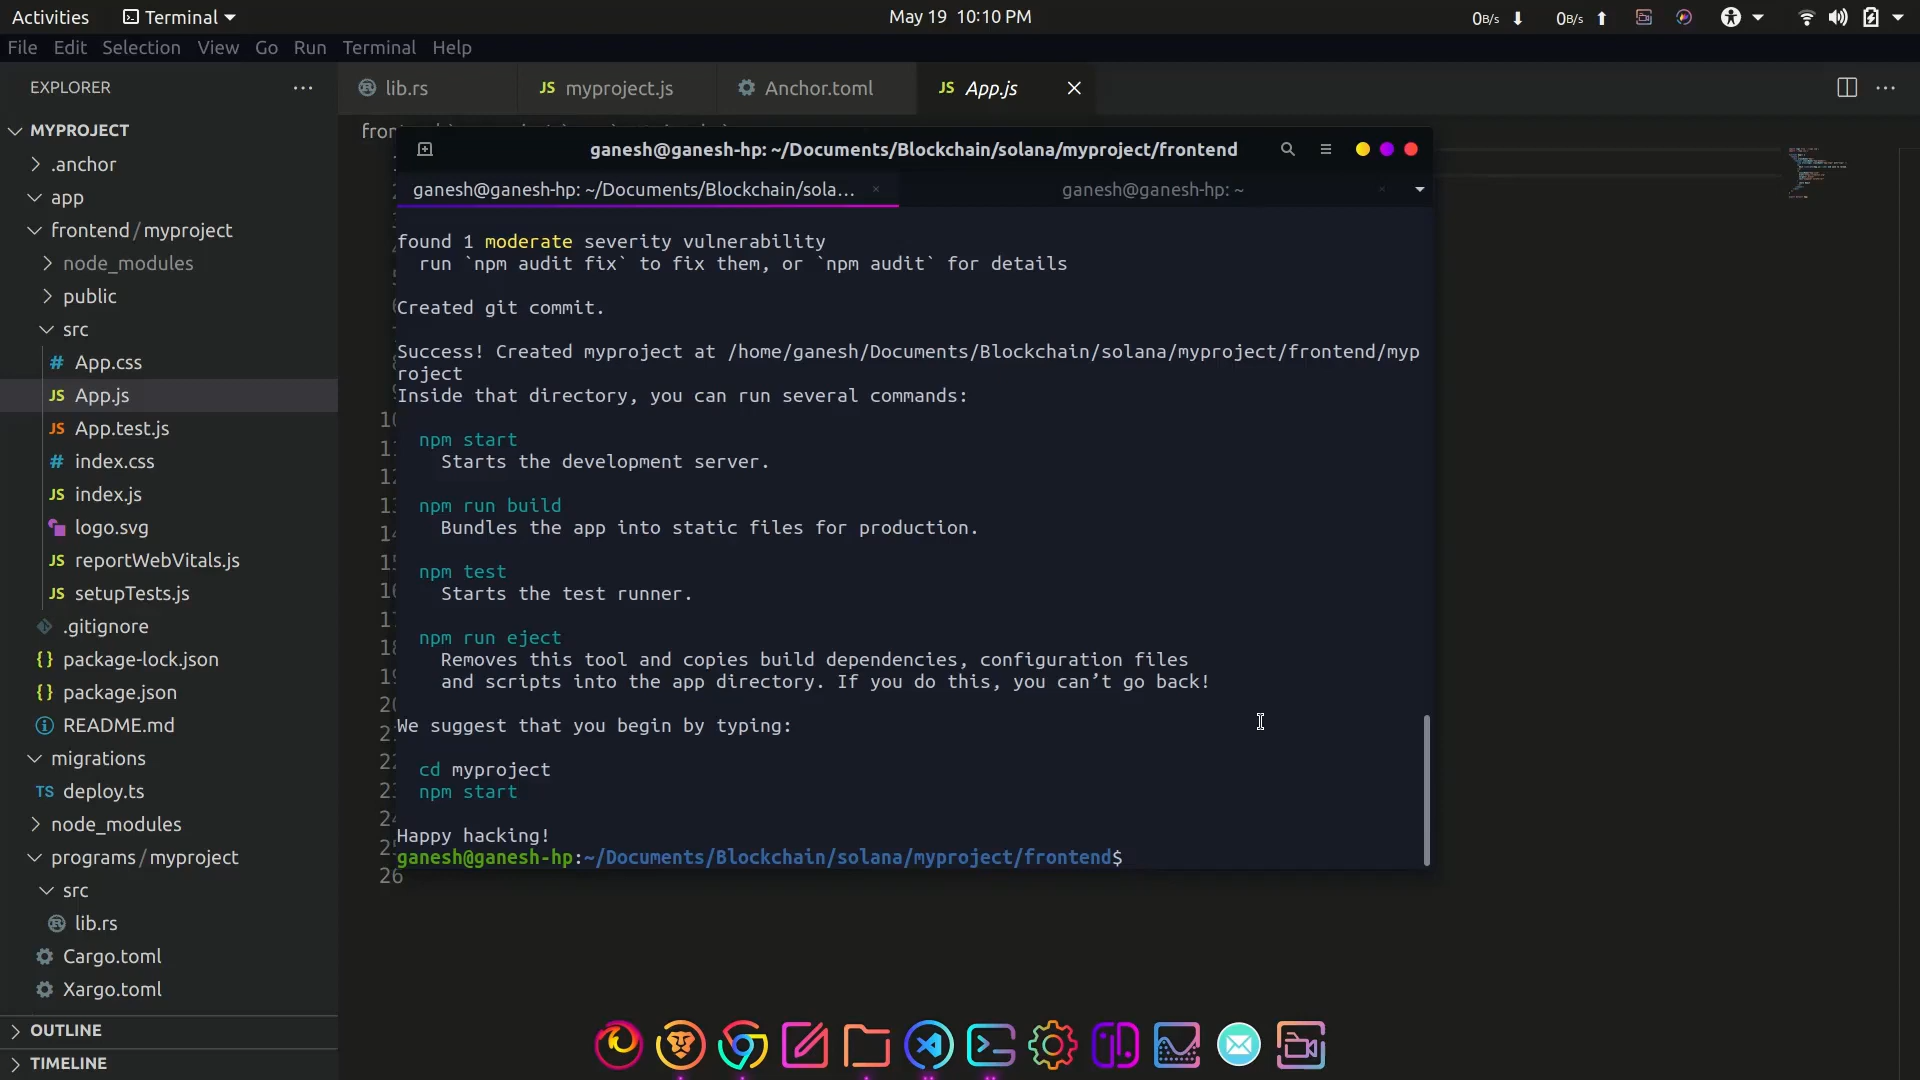 Activities
Terminal
May 19 10:10 PM
0B/s
0B/s
File Edit Selection View Go Run Terminal Help
EXPLORER
lib.rs
JS myproject.js
Anchor.toml
JS App.js
MYPROJECT
.anchor
app
frontend/myproject
node_modules
public
src
# App.css
JS App.js
JS App.test.js
# index.css
JS index.js
logo.svg
JS reportWebVitals.js
JS setupTests.js
.gitignore
{} package-lock.json
{} package.json
README.md
migrations
TS deploy.ts
node_modules
programs/myproject
src
lib.rs
Cargo.toml
Xargo.toml
OUTLINE
TIMELINE
ganesh@ganesh-hp: ~/Documents/Blockchain/solana/myproject/frontend
ganesh@ganesh-hp: ~/Documents/Blockchain/sola...
ganesh@ganesh-hp: ~
found 1 moderate severity vulnerability
run `npm audit fix` to fix them, or `npm audit` for details
Created git commit.
Success! Created myproject at /home/ganesh/Documents/Blockchain/solana/myproject/frontend/myp
roject
Inside that directory, you can run several commands:
npm start
Starts the development server.
npm run build
Bundles the app into static files for production.
npm test
Starts the test runner.
npm run eject
Removes this tool and copies build dependencies, configuration files
and scripts into the app directory. If you do this, you can’t go back!
We suggest that you begin by typing:
cd myproject
npm start
Happy hacking!
ganesh@ganesh-hp:~/Documents/Blockchain/solana/myproject/frontend$
26